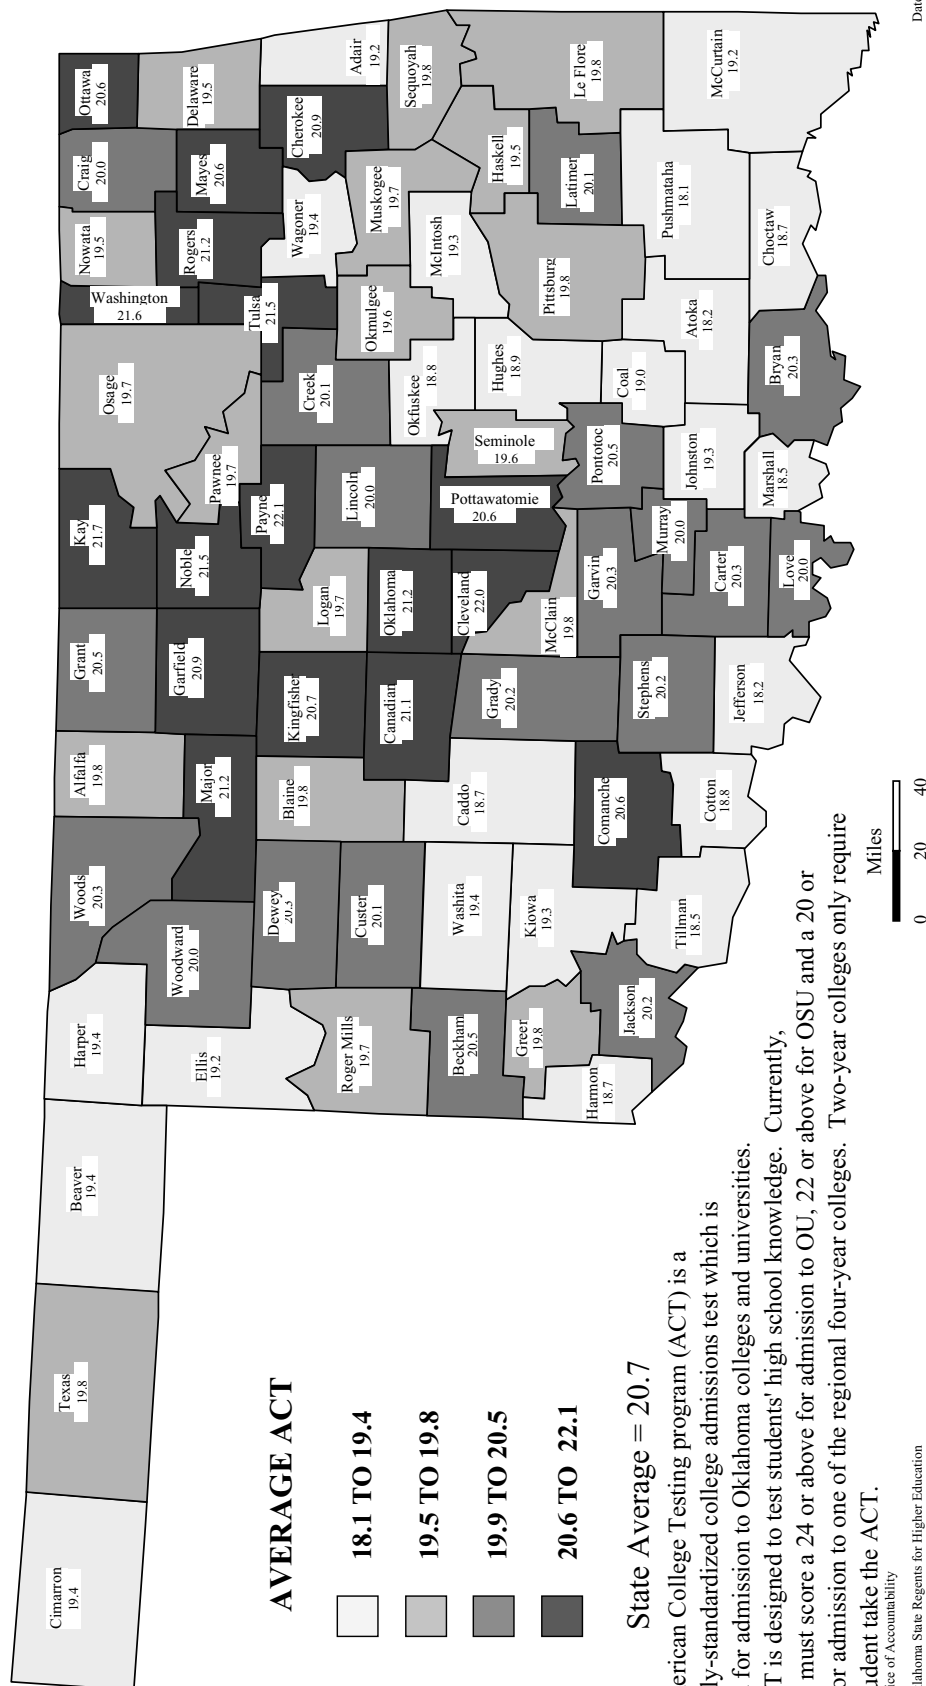 Cimarron
19.4
Texas
19.8
Beaver
19.4
Harper
19.4
Woods
20.3
Alfalfa
19.8
Grant
20.5
Kay
21.7
Osage
19.7
Washington
21.6
Nowata
19.5
Craig
20.0
Ottawa
20.6
Ellis
19.2
Woodward
20.0
Major
21.2
Garfield
20.9
Noble
21.5
Pawnee
19.7
Tulsa
21.5
Rogers
21.2
Mayes
20.6
Delaware
19.5
Roger Mills
19.7
Dewey
20.3
Blaine
19.8
Kingfisher
20.7
Logan
19.7
Payne
22.1
Creek
20.1
Wagoner
19.4
Cherokee
20.9
Adair
19.2
Custer
20.1
Canadian
21.1
Oklahoma
21.2
Lincoln
20.0
Okfuskee
18.8
Okmulgee
19.6
Muskogee
19.7
Sequoyah
19.8
Beckham
20.5
Washita
19.4
Caddo
18.7
Grady
20.2
Cleveland
22.0
McClain
19.8
Pottawatomie
20.6
Seminole
19.6
Hughes
18.9
McIntosh
19.3
Haskell
19.5
Le Flore
19.8
Harmon
18.7
Greer
19.8
Kiowa
19.3
Comanche
20.6
Stephens
20.2
Garvin
20.3
Pontotoc
20.5
Coal
19.0
Pittsburg
19.8
Latimer
20.1
Jackson
20.2
Tillman
18.5
Cotton
18.8
Jefferson
18.2
Carter
20.3
Murray
20.0
Johnston
19.3
Atoka
18.2
Pushmataha
18.1
McCurtain
19.2
Love
20.0
Marshall
18.5
Bryan
20.3
Choctaw
18.7
AVERAGE ACT
18.1 TO 19.4
19.5 TO 19.8
19.9 TO 20.5
20.6 TO 22.1
State Average = 20.7
erican College Testing program (ACT) is a
ly-standardized college admissions test which is
for admission to Oklahoma colleges and universities.
T is designed to test students' high school knowledge. Currently,
must score a 24 or above for admission to OU, 22 or above for OSU and a 20 or
or admission to one of the regional four-year colleges. Two-year colleges only require
udent take the ACT.
Miles
0 20 40
ice of Accountability
lahoma State Regents for Higher Education
Date